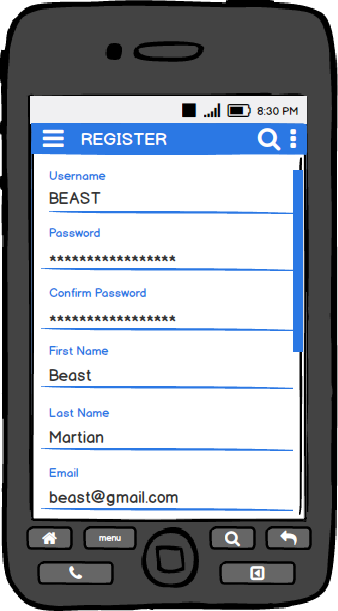 8:30 PM
REGISTER
Username
BEAST
Password
*****************
Confirm Password
*****************
First Name
Beast
Last Name
Martian
Email
beast@gmail.com
menu